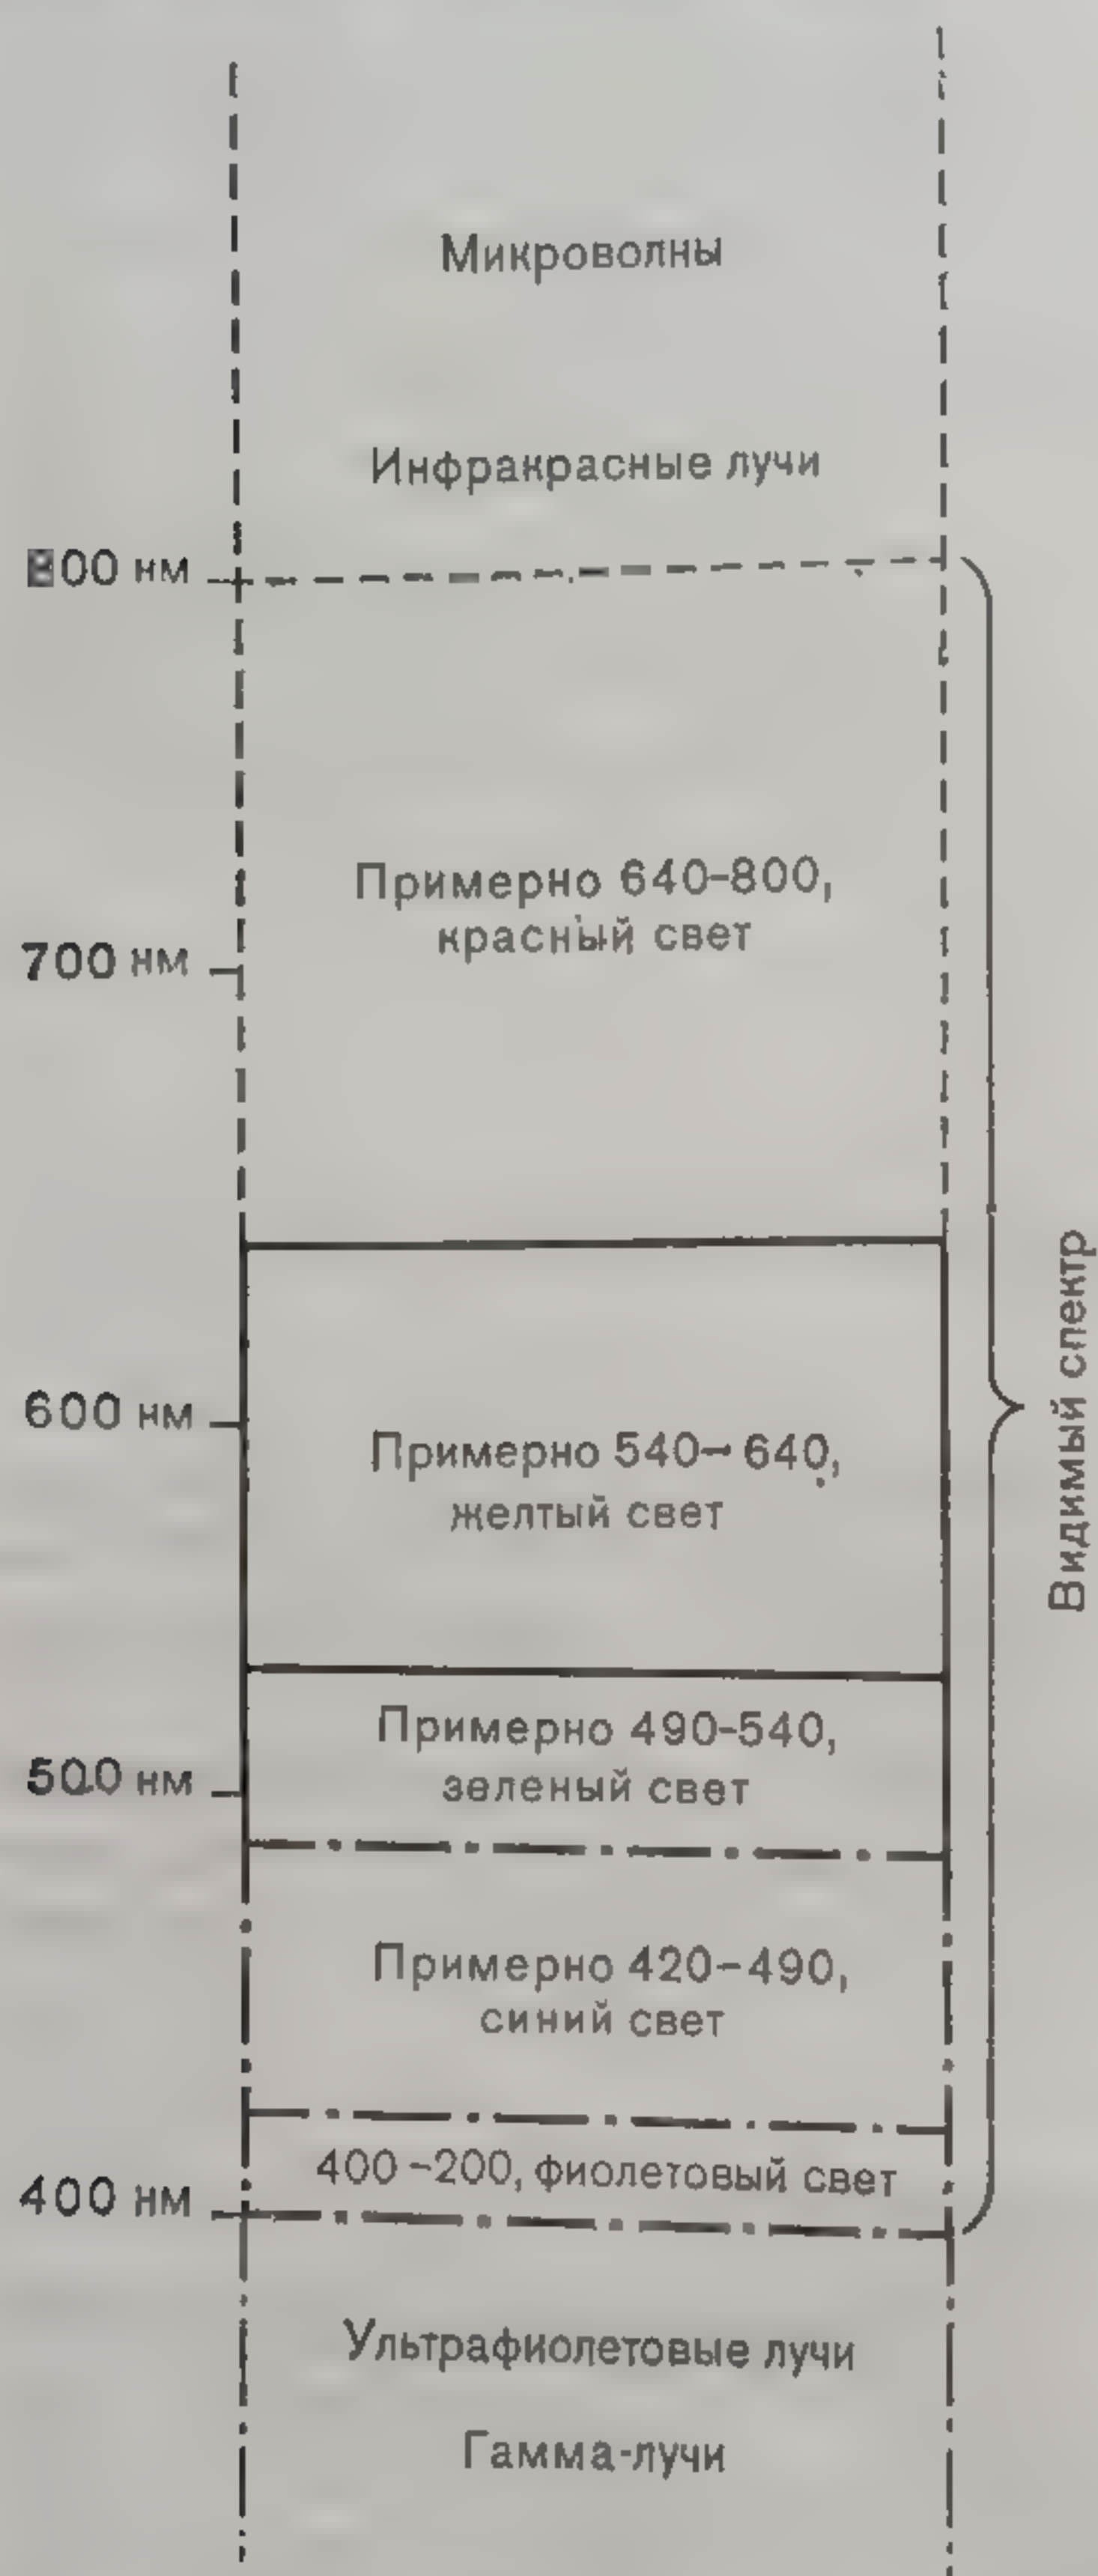 Микроволны
Инфракрасные лучи
00 нм
Примерно 640-800,
красный свет
700 нм
600 нм
Примерно 540-640,
желтый свет
Видимый спектр
Примерно 490-540,
500 нм
зеленый свет
Примерно 420-490,
синий свет
400-200, фиолетовый свет
400 нм
Ультрафиолетовые лучи
Гамма-лучи